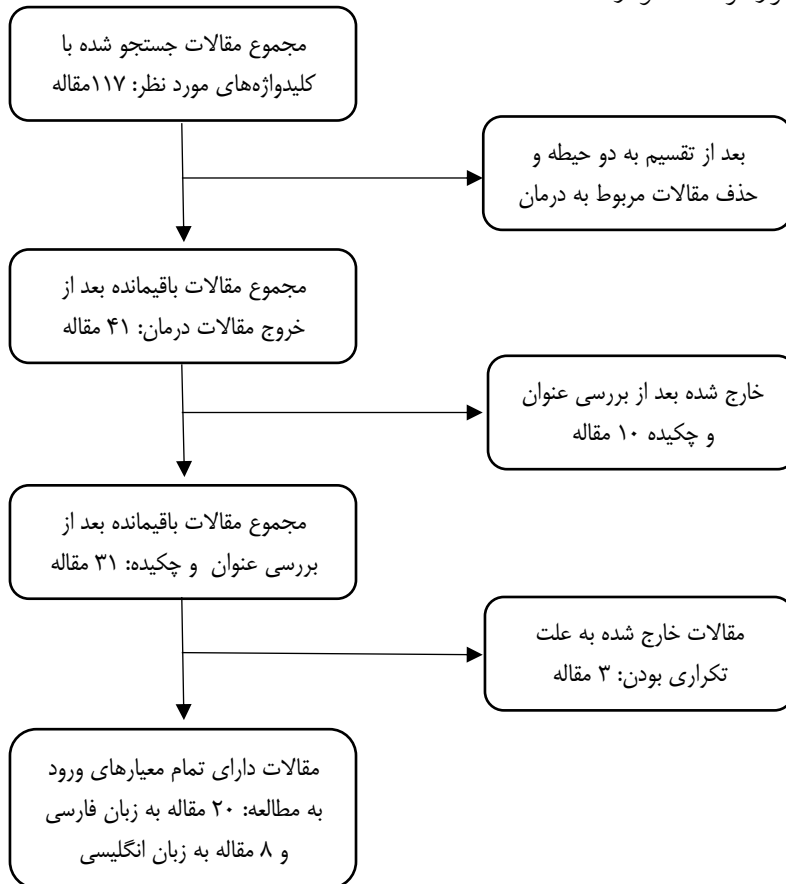 مجموع مقالات جستجو شده با
کلیدواژه‌های مورد نظر: ۱۱۷مقاله
بعد از تقسیم به دو حیطه و
حذف مقالات مربوط به درمان
مجموع مقالات باقیمانده بعد از
خروج مقالات درمان: ۴۱ مقاله
خارج شده بعد از بررسی عنوان
و چکیده ۱۰ مقاله
مجموع مقالات باقیمانده بعد از
بررسی عنوان و چکیده: ۳۱ مقاله
مقالات خارج شده به علت
تکراری بودن: ۳ مقاله
مقالات دارای تمام معیارهای ورود
به مطالعه: ۲۰ مقاله به زبان فارسی
و ۸ مقاله به زبان انگلیسی